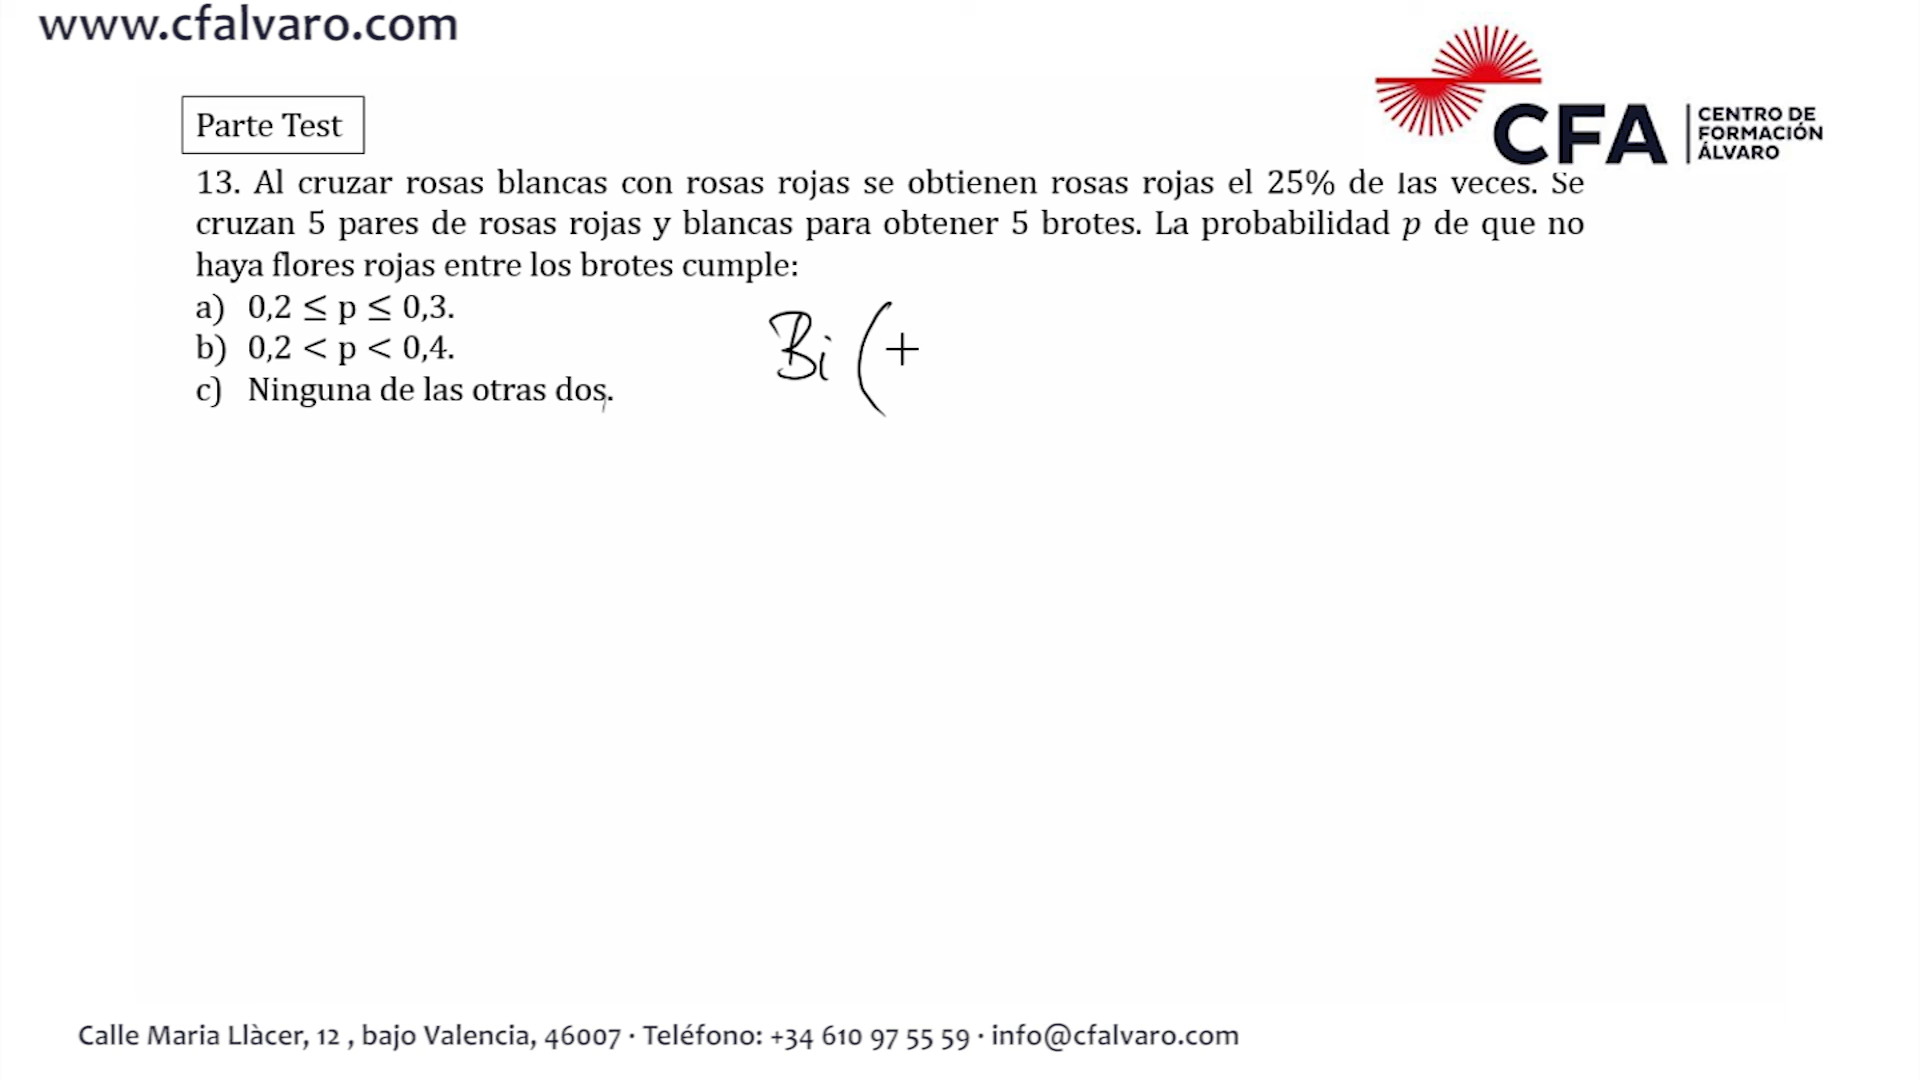 www.cfalvaro.com
CFA
CENTRO DE
FORMACIÓN
ÁLVARO
Parte Test
13. Al cruzar rosas blancas con rosas rojas se obtienen rosas rojas el 25% de las veces. Se
cruzan 5 pares de rosas rojas y blancas para obtener 5 brotes. La probabilidad p de que no
haya flores rojas entre los brotes cumple:
a) 0,2 ≤ p ≤ 0,3.
b) 0,2 < p < 0,4.
c) Ninguna de las otras dos.
Bi (
Calle Maria Llàcer, 12 , bajo Valencia, 46007 · Teléfono: +34 610 97 55 59 · info@cfalvaro.com